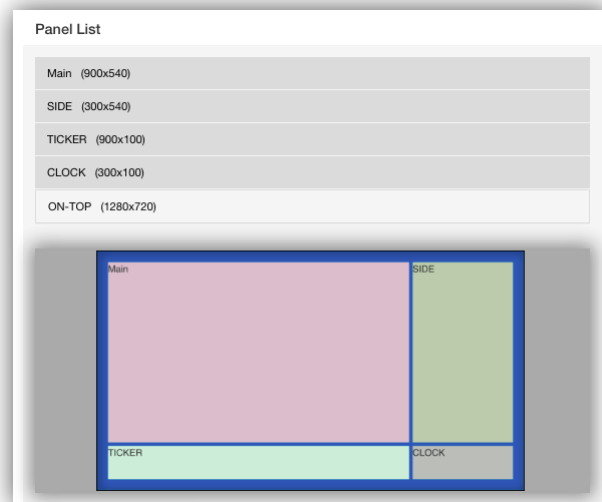 Panel List
Main (900x540)
SIDE (300x540)
TICKER (900x100)
CLOCK (300x100)
ON-TOP (1280x720)
Main SIDE
TICKER CLOCK